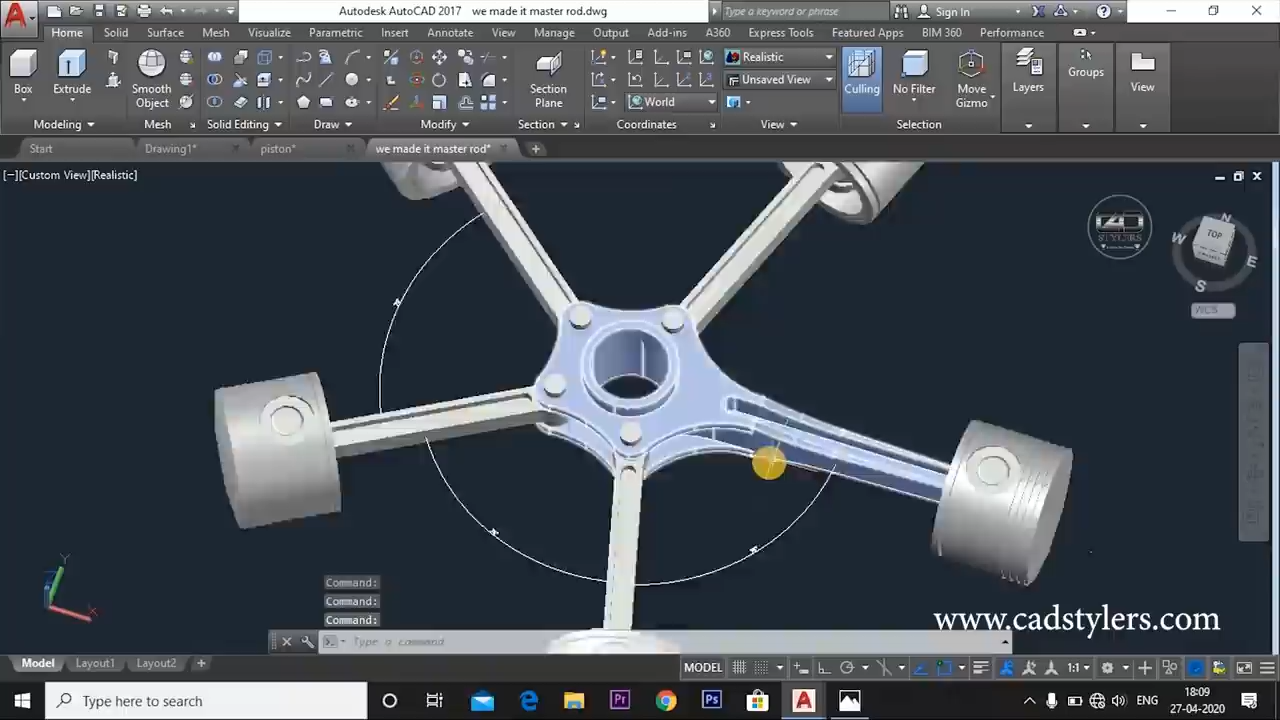 Autodesk AutoCAD 2017 we made it master rod.dwg
Type a keyword or phrase
Sign In
Home Solid Surface Mesh Visualize Parametric Insert Annotate View Manage Output Add-ins A360 Express Tools Featured Apps BIM 360 Performance
Box
Extrude
Smooth Object
Section Plane
World
Realistic
Unsaved View
Culling
No Filter
Move Gizmo
Layers
Groups
View
Modeling Mesh Solid Editing Draw Modify Section Coordinates View Selection
Start Drawing1* piston* we made it master rod*
[−][Custom View][Realistic]
STYLERS
N
W TOP E
S
WCS
Y
X
Command:
Command:
Command:
Type a command
www.cadstylers.com
Model Layout1 Layout2 MODEL 1:1
Type here to search
Pr
Ps
ENG
18:09
27-04-2020